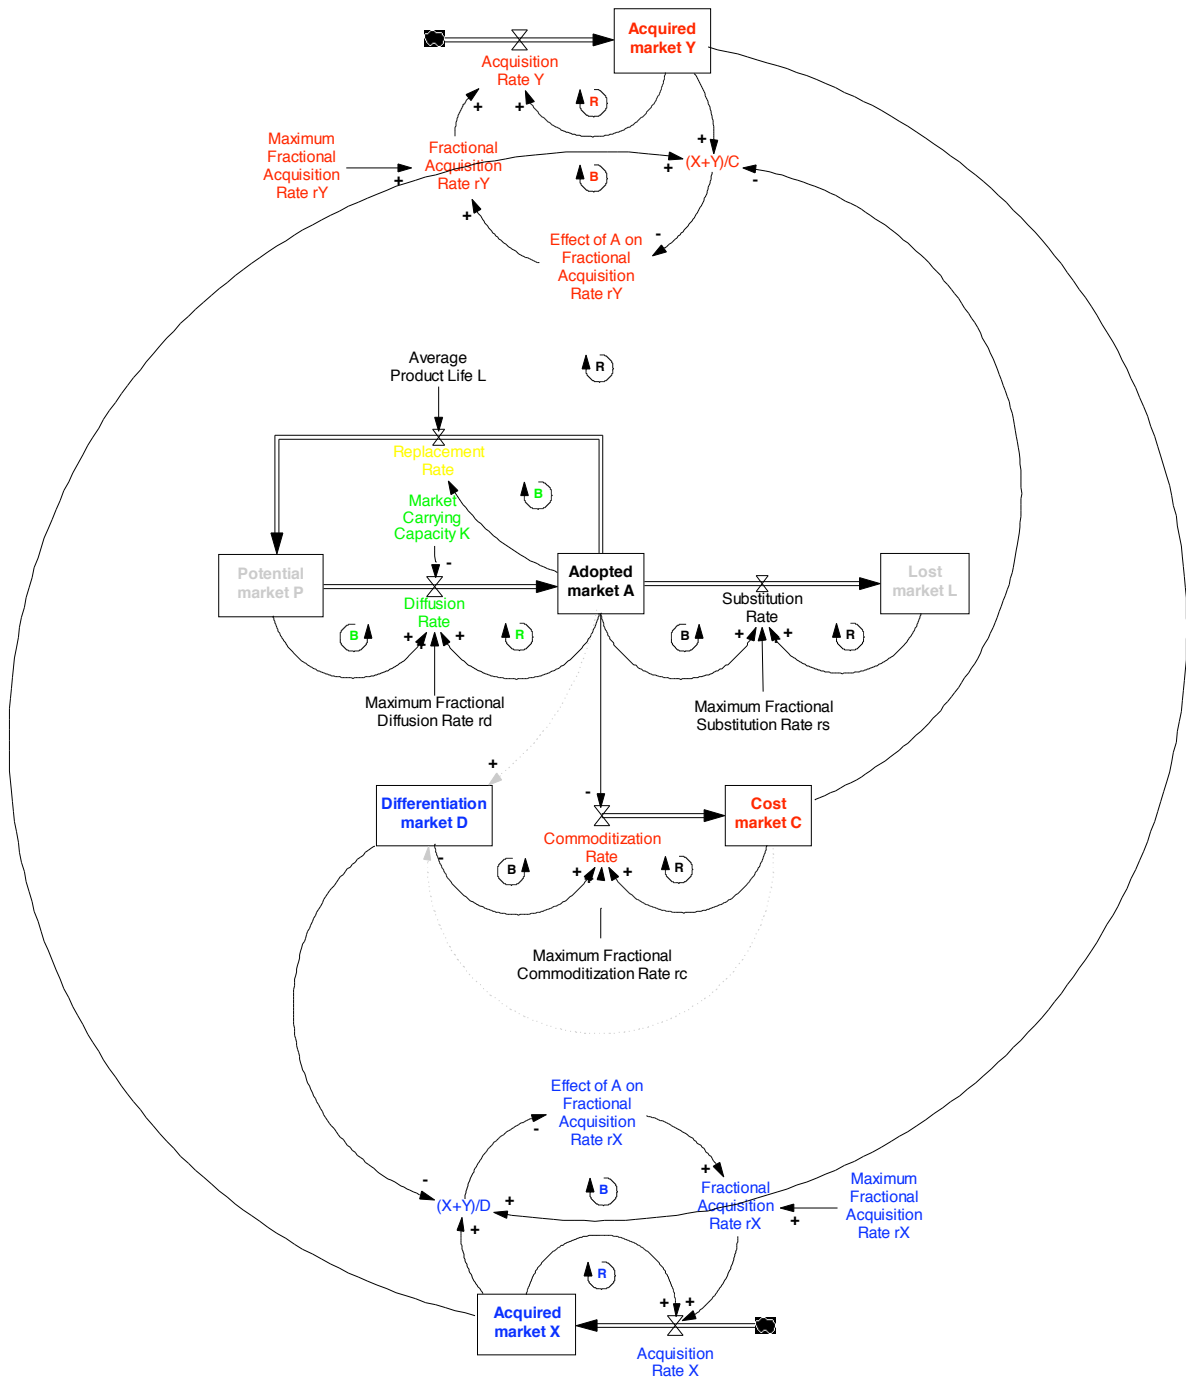 Acquired
market Y
Acquisition
Rate Y
R
+
+
Maximum
Fractional
Acquisition
Rate rY
+
Fractional
Acquisition
Rate rY
B
+
+
(X+Y)/C
-
+
-
Effect of A on
Fractional
Acquisition
Rate rY
Average
Product Life L
R
Replacement
Rate
B
Market
Carrying
Capacity K
-
Potential
market P
Adopted
market A
Lost
market L
Diffusion
Rate
Substitution
Rate
B
+
+
+
R
B
+
+
R
Maximum Fractional
Diffusion Rate rd
Maximum Fractional
Substitution Rate rs
+
-
Differentiation
market D
Cost
market C
Commoditization
Rate
-
B
+
+
+
R
Maximum Fractional
Commoditization Rate rc
Effect of A on
Fractional
Acquisition
Rate rX
-
+
-
(X+Y)/D
+
+
B
Fractional
Acquisition
Rate rX
+
Maximum
Fractional
Acquisition
Rate rX
R
+
+
Acquired
market X
Acquisition
Rate X